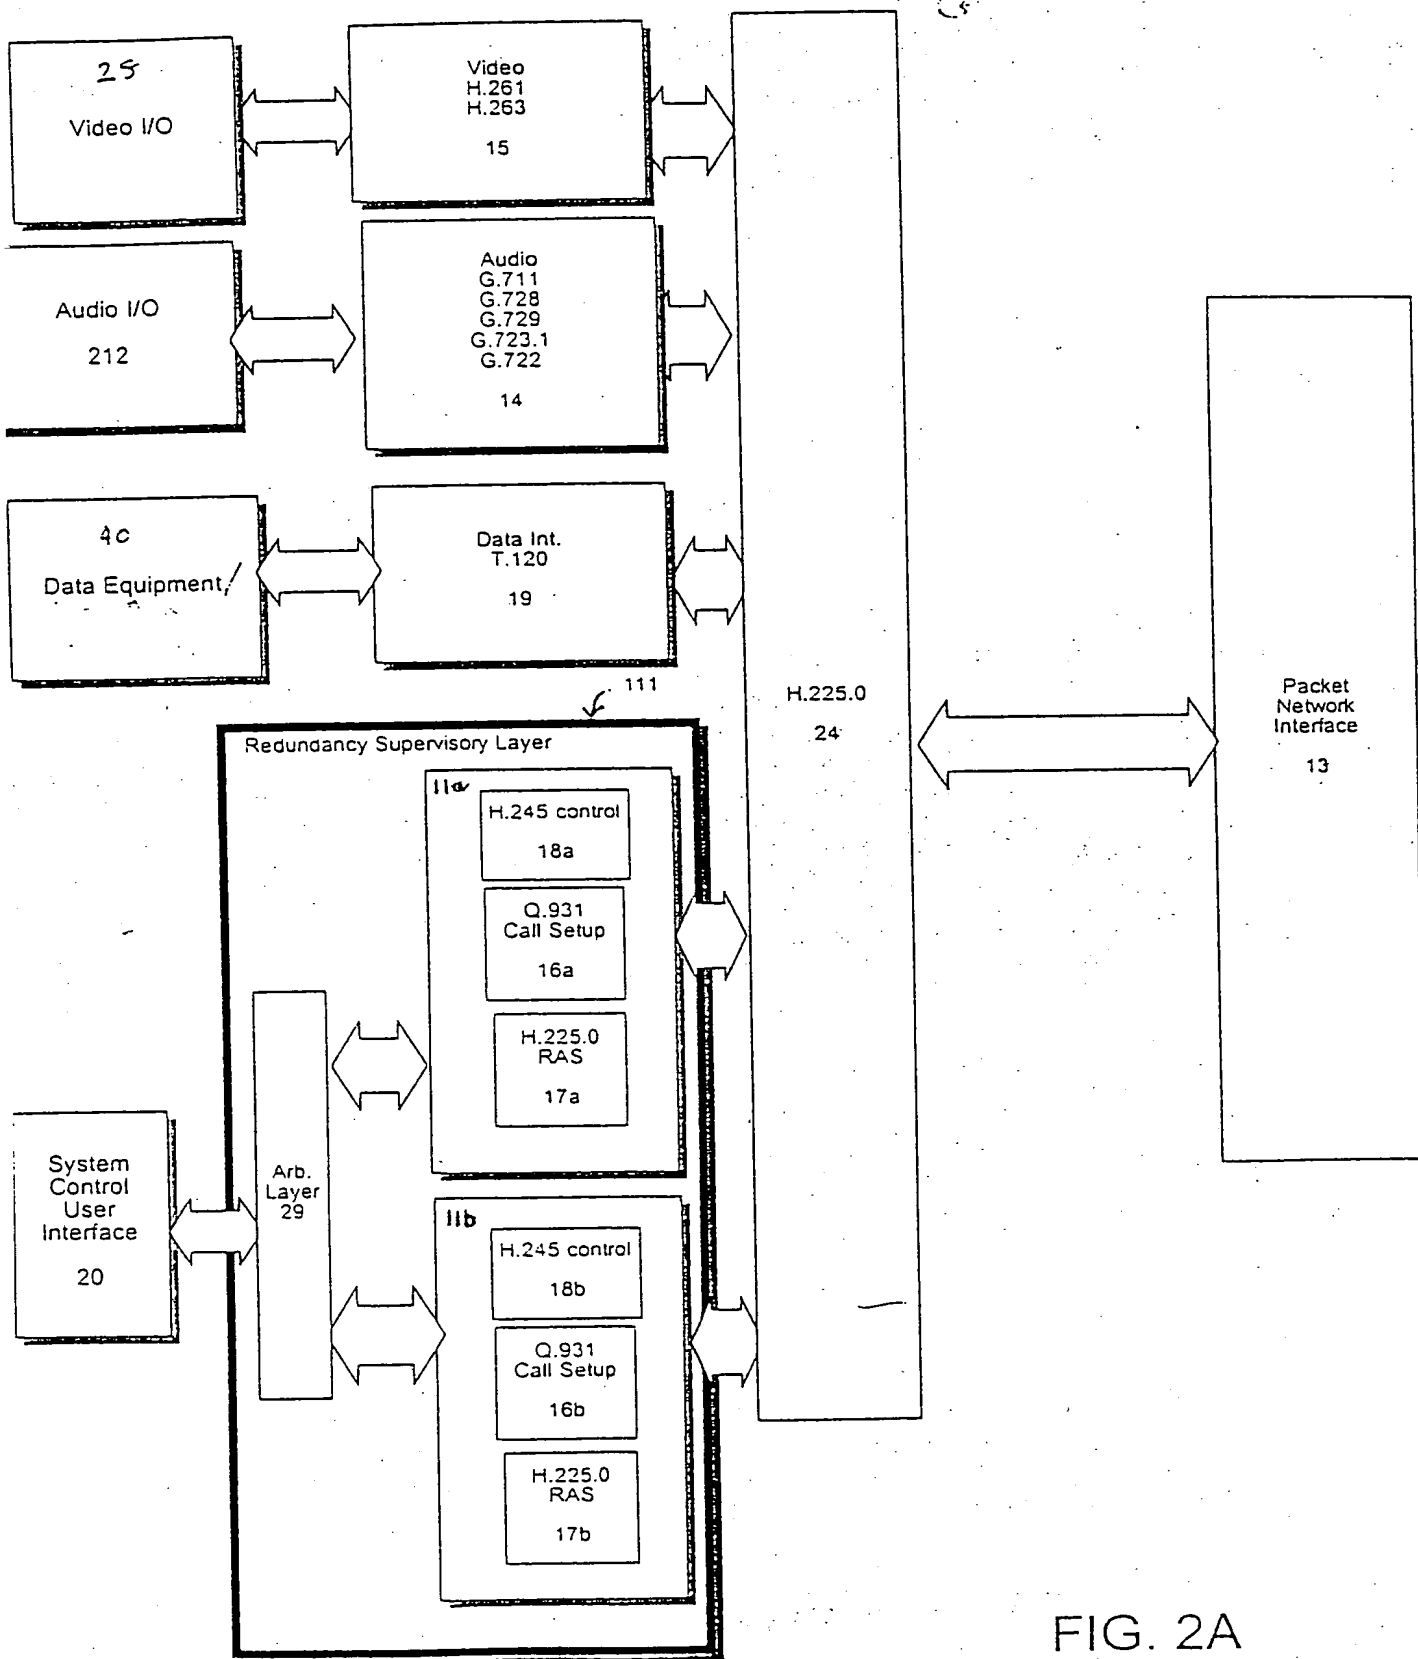 25
Video I/O
Video
H.261
H.263
15
Audio I/O
212
Audio
G.711
G.728
G.729
G.723.1
G.722
14
40
Data Equipment
Data Int.
T.120
19
111
Redundancy Supervisory Layer
H.225.0
24
Packet
Network
Interface
13
11a
H.245 control
18a
Q.931
Call Setup
16a
H.225.0
RAS
17a
System
Control
User
Interface
20
Arb.
Layer
29
11b
H.245 control
18b
Q.931
Call Setup
16b
H.225.0
RAS
17b
FIG. 2A